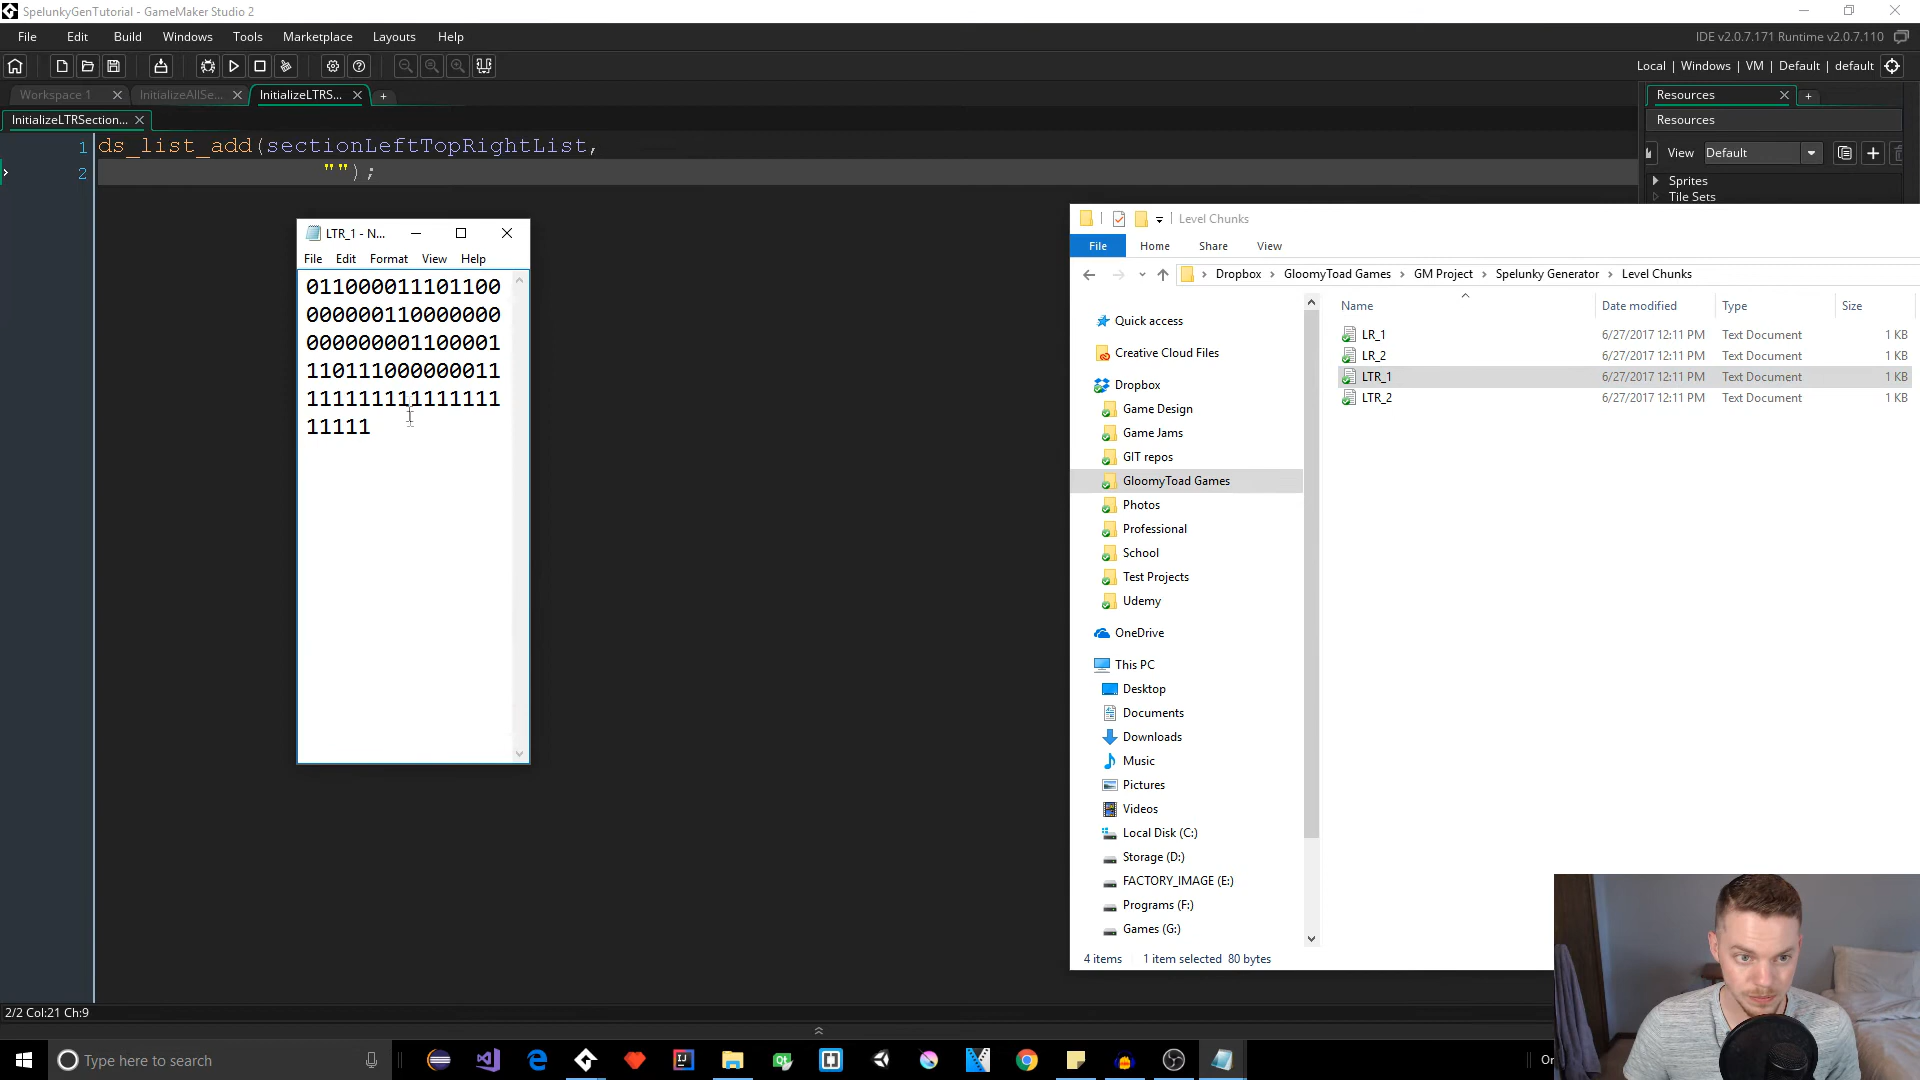 SpelunkyGenTutorial - GameMaker Studio 2
File Edit Build Windows Tools Marketplace Layouts Help
IDE v2.0.7.171 Runtime v2.0.7.110
Local | Windows | VM | Default | default
Workspace 1
InitializeAllSe...
InitializeLTRS...
Resources
InitializeLTRSection...
Resources
1 ds_list_add(sectionLeftTopRightList,
2 "");
View Default
Sprites
Tile Sets
LTR_1 - N...
File Edit Format View Help
011000011101100
000000110000000
000000001100001
110111000000011
111111111111111
11111
Level Chunks
File Home Share View
Dropbox > GloomyToad Games > GM Project > Spelunky Generator > Level Chunks
Name Date modified Type Size
LR_1 6/27/2017 12:11 PM Text Document 1 KB
LR_2 6/27/2017 12:11 PM Text Document 1 KB
LTR_1 6/27/2017 12:11 PM Text Document 1 KB
LTR_2 6/27/2017 12:11 PM Text Document 1 KB
Quick access
Creative Cloud Files
Dropbox
Game Design
Game Jams
GIT repos
GloomyToad Games
Photos
Professional
School
Test Projects
Udemy
OneDrive
This PC
Desktop
Documents
Downloads
Music
Pictures
Videos
Local Disk (C:)
Storage (D:)
FACTORY_IMAGE (E:)
Programs (F:)
Games (G:)
4 items 1 item selected 80 bytes
2/2 Col:21 Ch:9
Type here to search